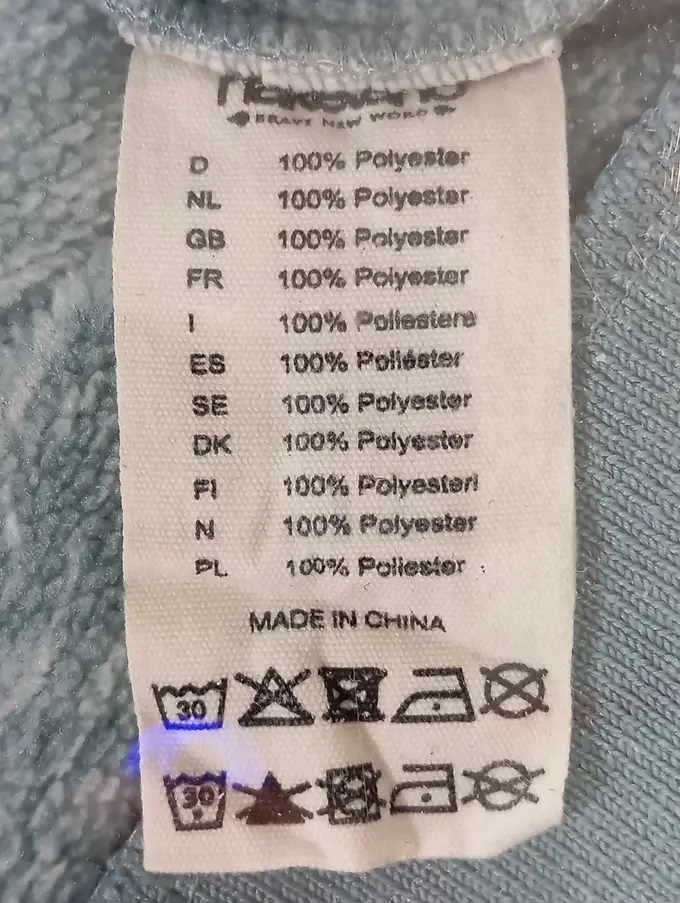 BRAVE NEW WORD
D 100% Polyester
NL 100% Polyester
GB 100% Polyester
FR 100% Polyester
I 100% Poliestere
ES 100% Poliéster
SE 100% Polyester
DK 100% Polyester
FI 100% Polyesteri
N 100% Polyester
PL 100% Poliester
MADE IN CHINA
30
30